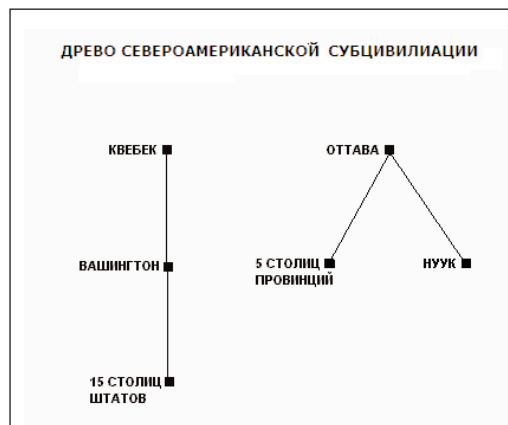 ДРЕВО СЕВЕРОАМЕРИКАНСКОЙ СУБЦИВИЛИАЦИИ
КВЕБЕК
ОТТАВА
ВАШИНГТОН
5 СТОЛИЦ
ПРОВИНЦИЙ
НУУК
15 СТОЛИЦ
ШТАТОВ